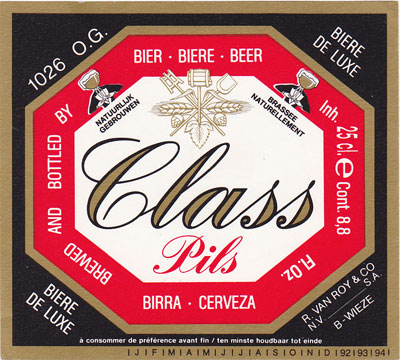 1026 O.G.
BIER · BIERE · BEER
BIERE
DE LUXE
NATUURLIJK
GEBROUWEN
BRASSEE
NATURELLEMENT
BREWED AND BOTTLED BY
Inh. 25 cl. e Cont. 8,8 FL.OZ
Class
Pils
BIRRA · CERVEZA
BIERE
DE LUXE
R. VAN ROY & CO
N.V. S.A.
B-WIEZE
à consommer de préférence avant fin / ten minste houdbaar tot einde
I J I F I M I A I M I J I J I A I S I O I N I D I 92 I 93 I 94 I